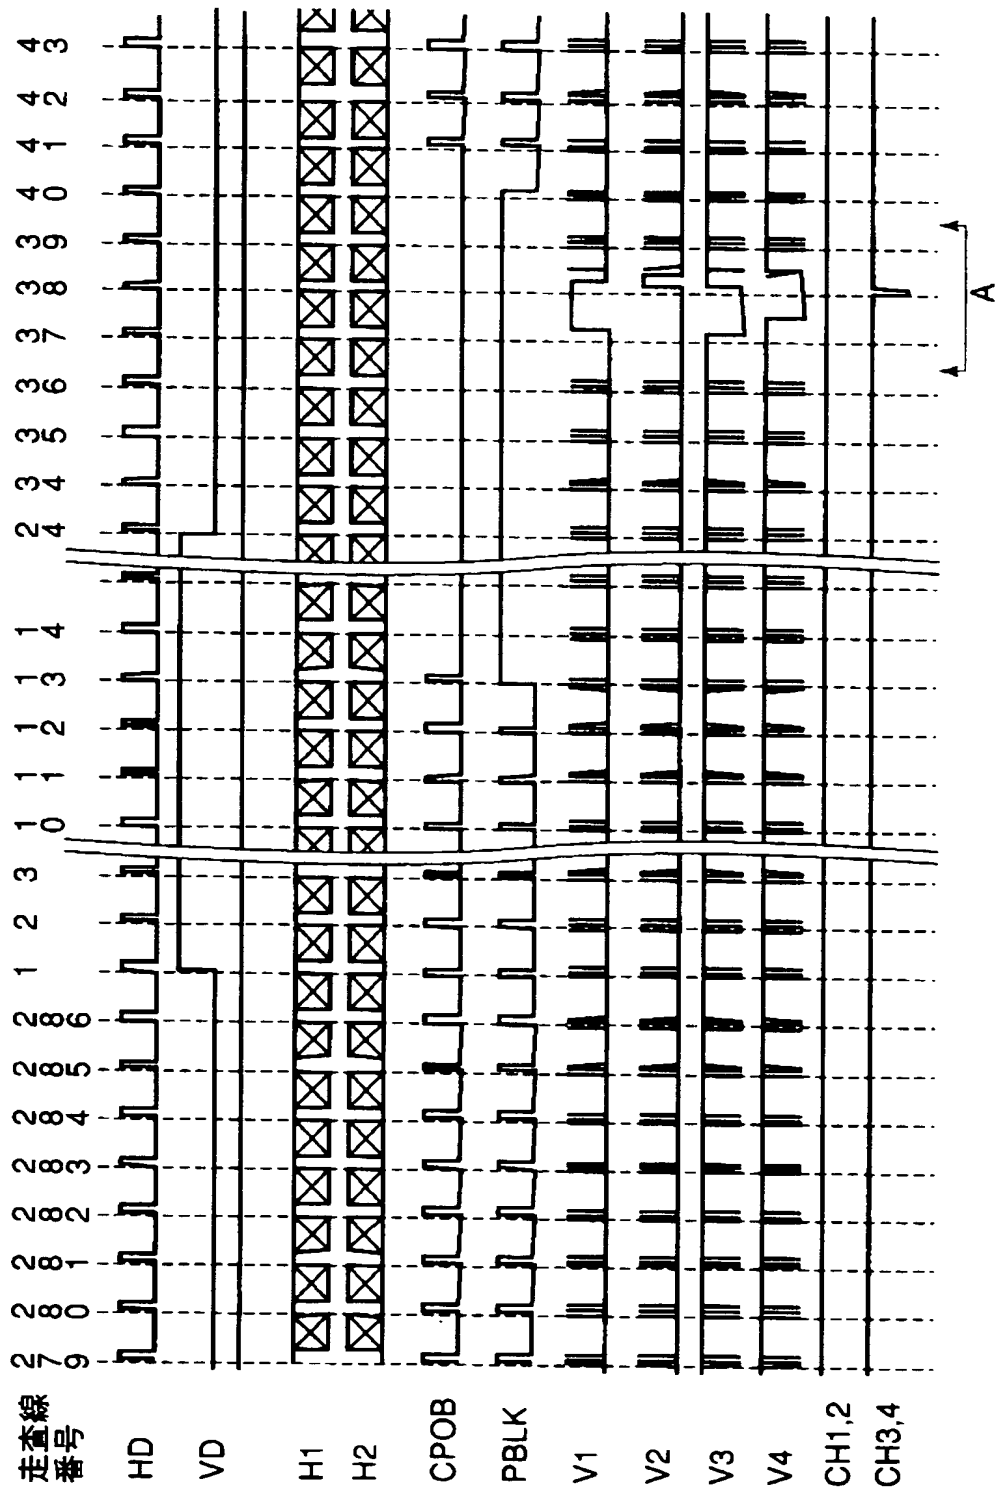 走査線
番号
279 280 281 282 283 284 285 286 1 2 3 10 11 12 13 14 24 34 35 36 37 38 39 40 41 42 43
HD
VD
H1
H2
CPOB
PBLK
V1
V2
V3
V4
CH1,2
CH3,4
A